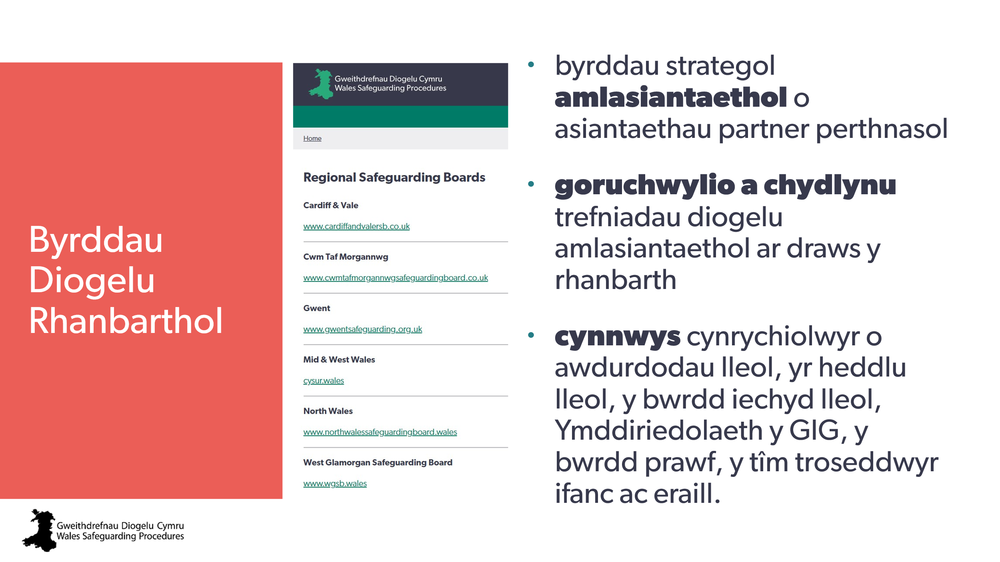 Byrddau
Diogelu
Rhanbarthol
Gweithdrefnau Diogelu Cymru
Wales Safeguarding Procedures
Home
Regional Safeguarding Boards
Cardiff & Vale
www.cardiffandvalersb.co.uk
Cwm Taf Morgannwg
www.cwmtafmorgannwgsafeguardingboard.co.uk
Gwent
www.gwentsafeguarding.org.uk
Mid & West Wales
cysur.wales
North Wales
www.northwalessafeguardingboard.wales
West Glamorgan Safeguarding Board
www.wgsb.wales
• byrddau strategol
amlasiantaethol o
asiantaethau partner perthnasol
• goruchwylio a chydlynu
trefniadau diogelu
amlasiantaethol ar draws y
rhanbarth
• cynnwys cynrychiolwyr o
awdurdodau lleol, yr heddlu
lleol, y bwrdd iechyd lleol,
Ymddiriedolaeth y GIG, y
bwrdd prawf, y tîm troseddwyr
ifanc ac eraill.
Gweithdrefnau Diogelu Cymru
Wales Safeguarding Procedures